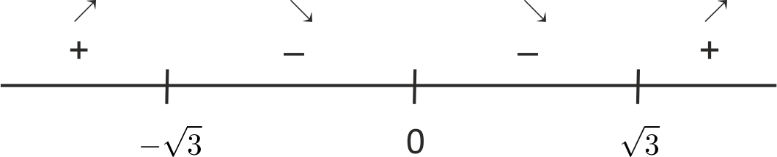 ↗ ↘ ↘ ↗
+ – – +
−√3 0 √3